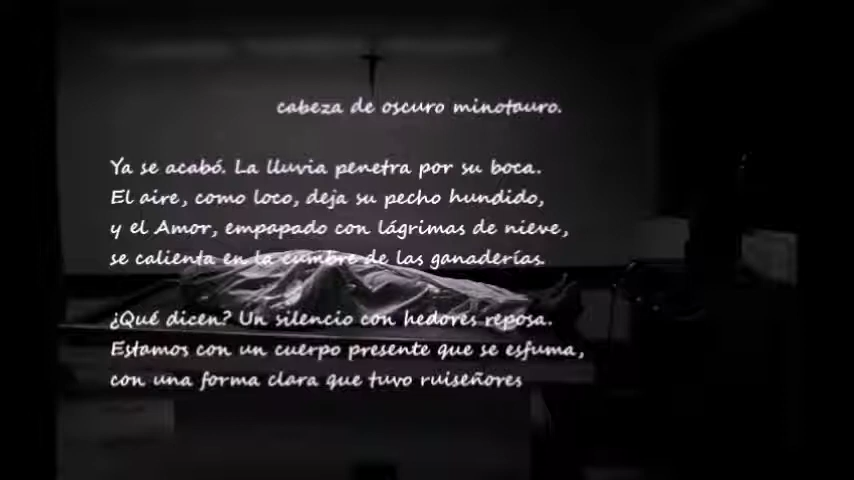 cabeza de oscuro minotauro.
Ya se acabó. La lluvia penetra por su boca.
El aire, como loco, deja su pecho hundido,
y el Amor, empapado con lágrimas de nieve,
se calienta en la cumbre de las ganaderías.
¿Qué dicen? Un silencio con hedores reposa.
Estamos con un cuerpo presente que se esfuma,
con una forma clara que tuvo ruiseñores